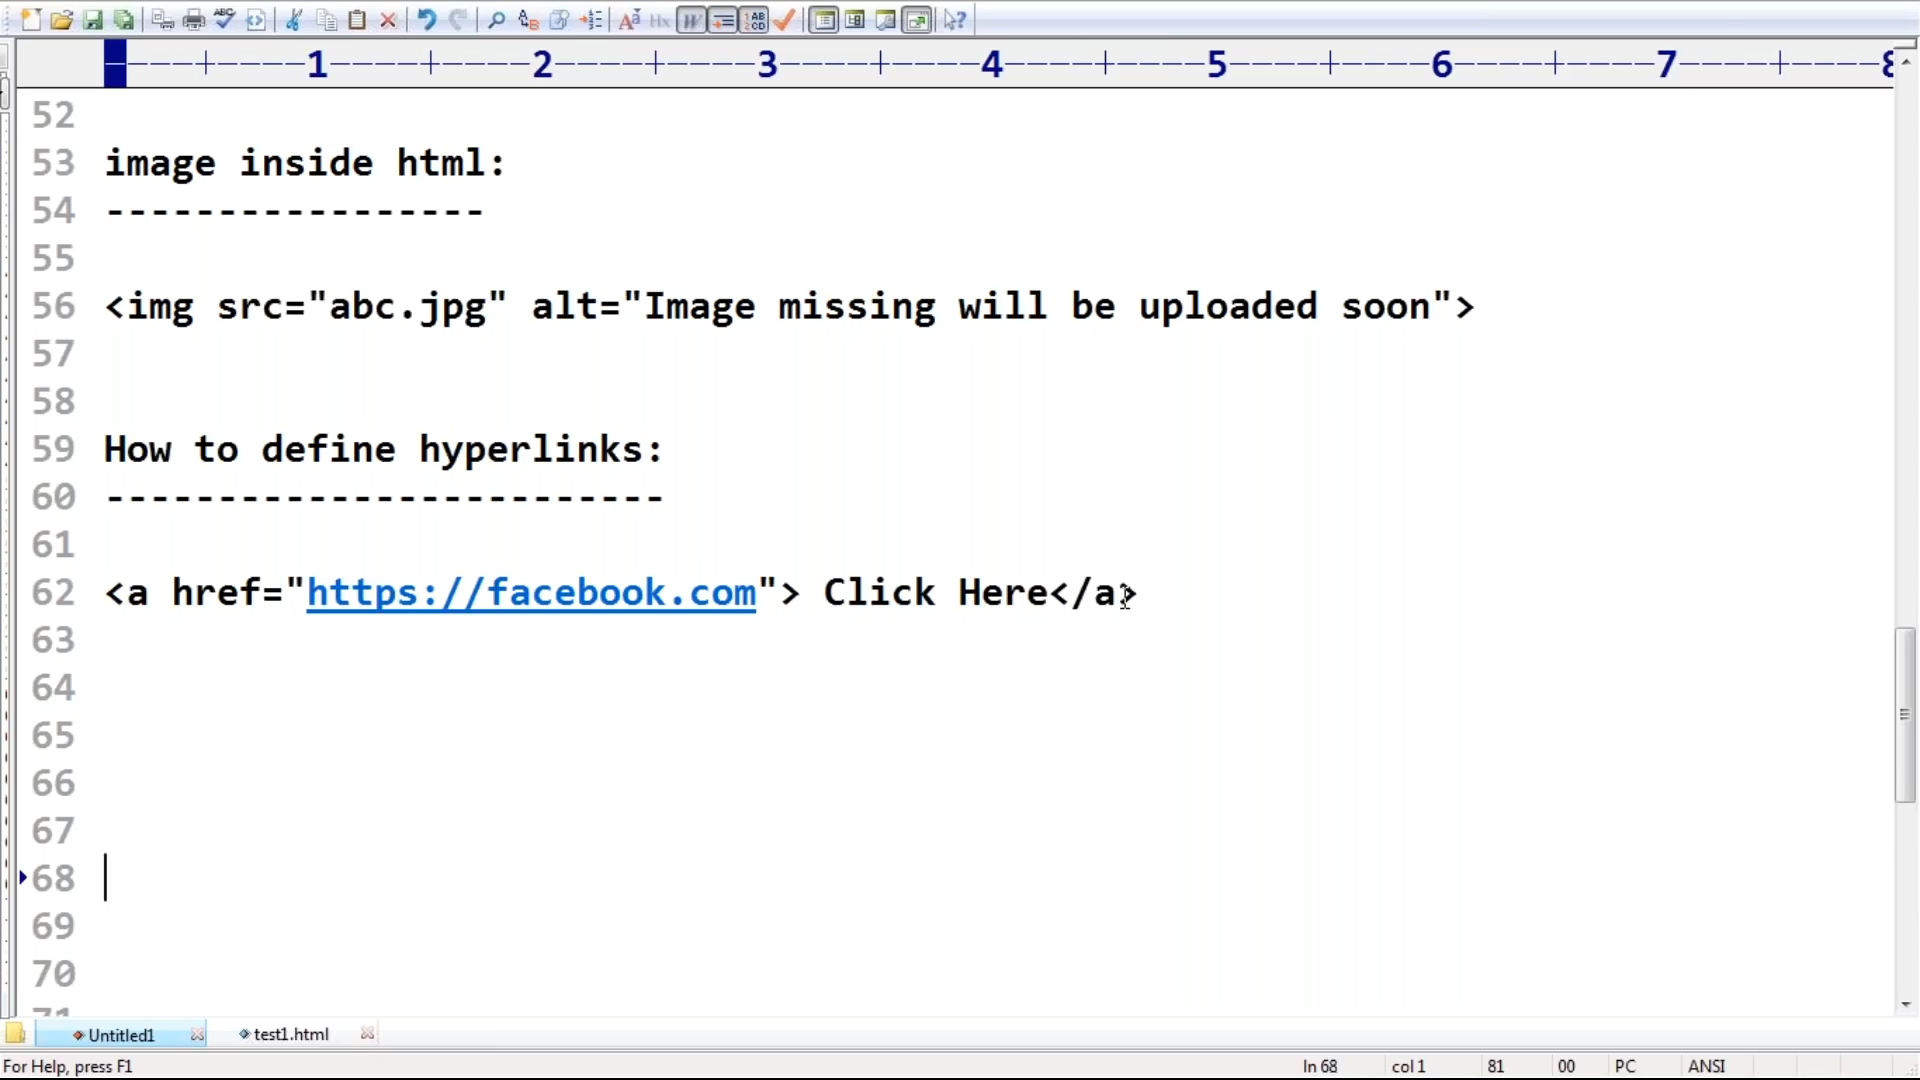 ----+----1----+----2----+----3----+----4----+----5----+----6----+----7----+----8
52
53 image inside html:
54 -----------------
55
56 <img src="abc.jpg" alt="Image missing will be uploaded soon">
57
58
59 How to define hyperlinks:
60 -------------------------
61
62 <a href="https://facebook.com"> Click Here</a>
63
64
65
66
67
68
69
70
71
Untitled1 test1.html
For Help, press F1 ln 68 col 1 81 00 PC ANSI